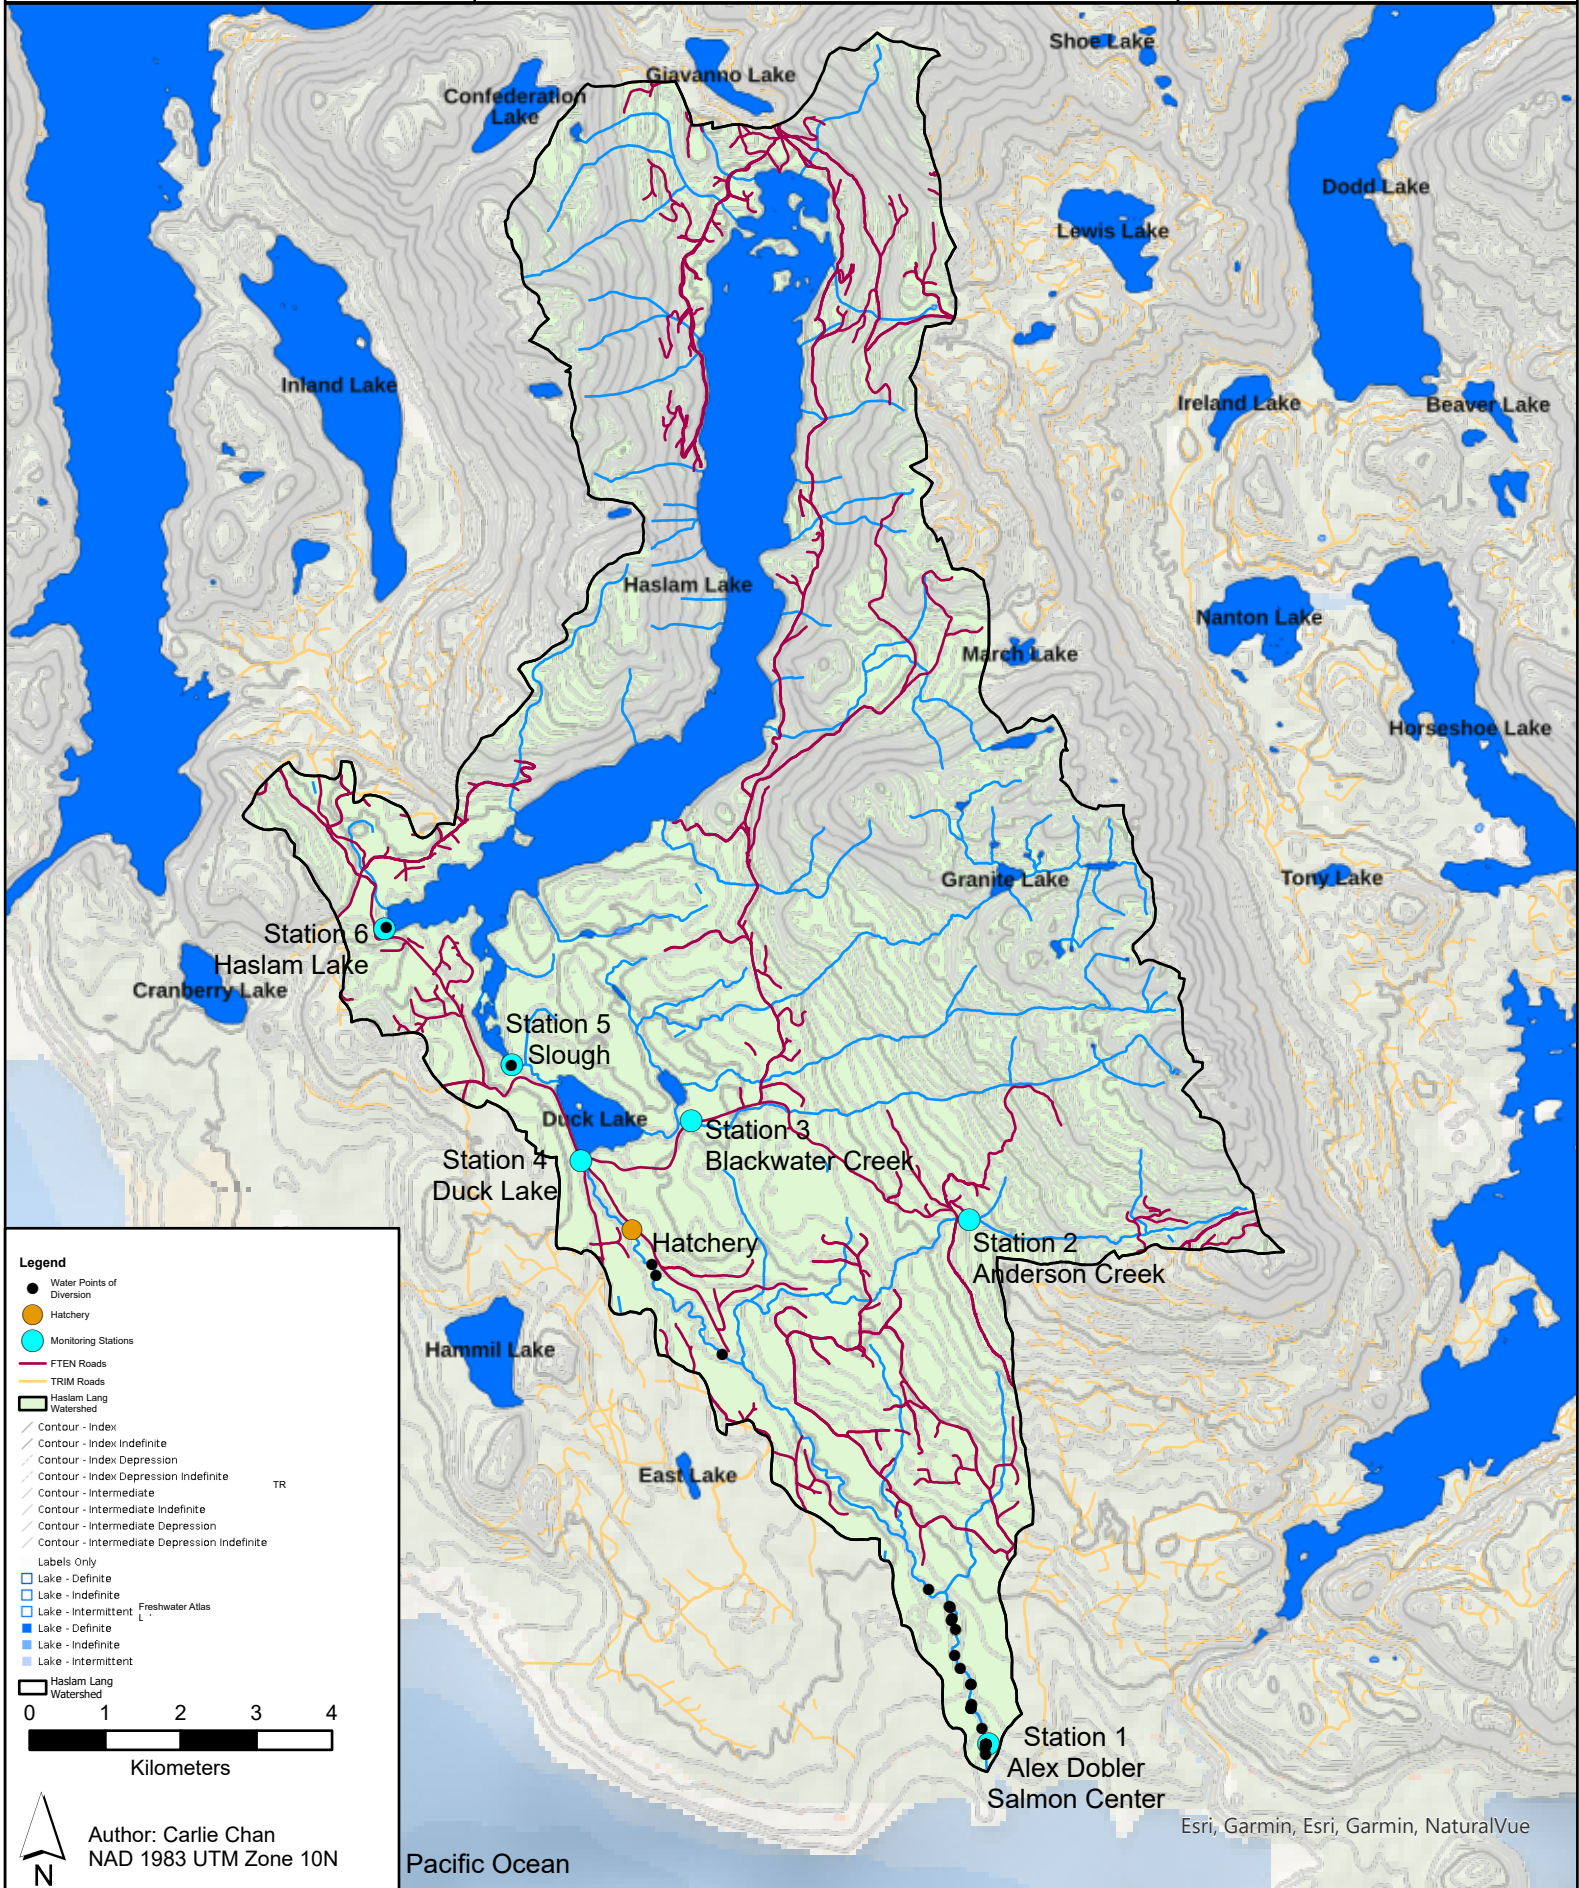 Shoe Lake
Giavanno Lake
Confederation
Lake
Dodd Lake
Lewis Lake
Inland Lake
Ireland Lake
Beaver Lake
Haslam Lake
Nanton Lake
March Lake
Horseshoe Lake
Granite Lake
Tony Lake
Station 6
Haslam Lake
Cranberry Lake
Station 5
Slough
Duck Lake
Station 3
Blackwater Creek
Station 4
Duck Lake
Hatchery
Station 2
Anderson Creek
Hammil Lake
East Lake
Station 1
Alex Dobler
Salmon Center
Legend
Water Points of
Diversion
Hatchery
Monitoring Stations
FTEN Roads
TRIM Roads
Haslam Lang
Watershed
Contour - Index
Contour - Index Indefinite
Contour - Index Depression
Contour - Index Depression Indefinite
TR
Contour - Intermediate
Contour - Intermediate Indefinite
Contour - Intermediate Depression
Contour - Intermediate Depression Indefinite
Labels Only
Lake - Definite
Lake - Indefinite
Lake - Intermittent
Freshwater Atlas
Lake - Definite
Lake - Indefinite
Lake - Intermittent
Haslam Lang
Watershed
0 1 2 3 4
Kilometers
N
Author: Carlie Chan
NAD 1983 UTM Zone 10N
Pacific Ocean
Esri, Garmin, Esri, Garmin, NaturalVue